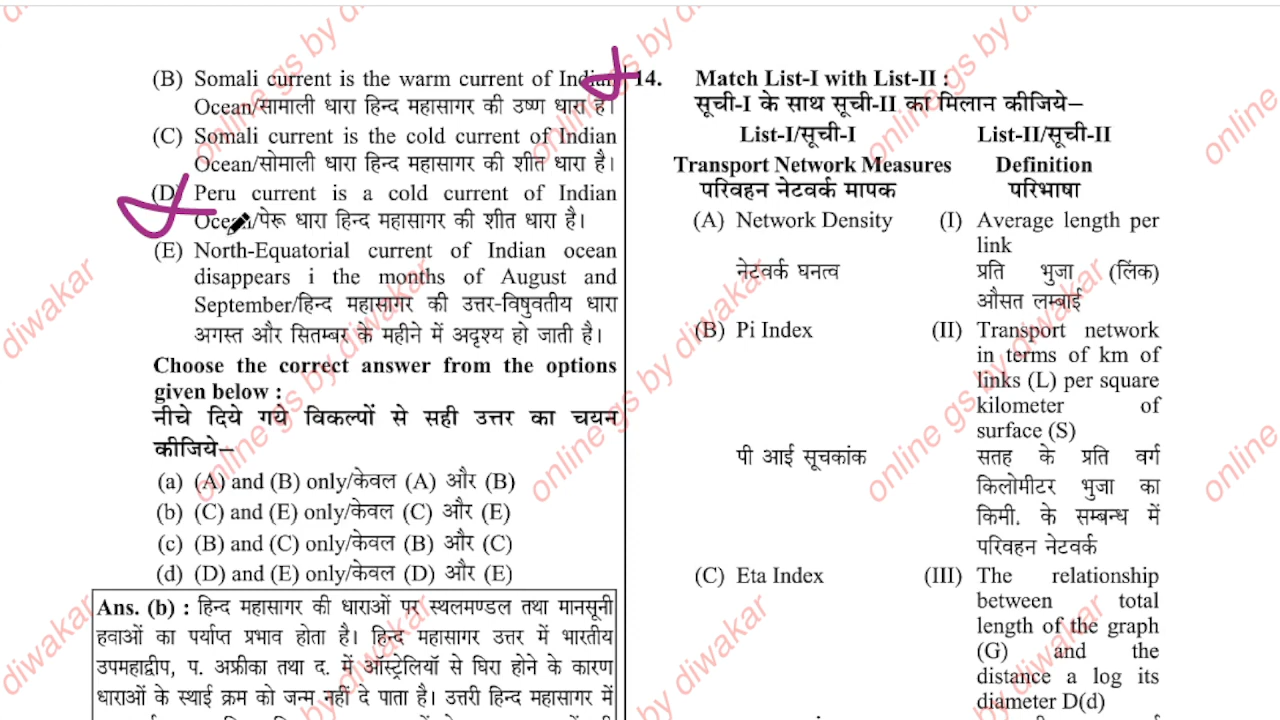 (B) Somali current is the warm current of Indian
Ocean/सामाली धारा हिन्द महासागर की उष्ण धारा है।
(C) Somali current is the cold current of Indian
Ocean/सोमाली धारा हिन्द महासागर की शीत धारा है।
(D) Peru current is a cold current of Indian
Ocean/पेरू धारा हिन्द महासागर की शीत धारा है।
(E) North-Equatorial current of Indian ocean
disappears i the months of August and
September/हिन्द महासागर की उत्तर-विषुवतीय धारा
अगस्त और सितम्बर के महीने में अदृश्य हो जाती है।
Choose the correct answer from the options
given below :
नीचे दिये गये विकल्पों से सही उत्तर का चयन
कीजिये–
(a) (A) and (B) only/केवल (A) और (B)
(b) (C) and (E) only/केवल (C) और (E)
(c) (B) and (C) only/केवल (B) और (C)
(d) (D) and (E) only/केवल (D) और (E)
Ans. (b) : हिन्द महासागर की धाराओं पर स्थलमण्डल तथा मानसूनी
हवाओं का पर्याप्त प्रभाव होता है। हिन्द महासागर उत्तर में भारतीय
उपमहाद्वीप, प. अफ्रीका तथा द. में ऑस्ट्रेलियॉ से घिरा होने के कारण
धाराओं के स्थाई क्रम को जन्म नहीं दे पाता है। उत्तरी हिन्द महासागर में
14. Match List-I with List-II :
सूची-I के साथ सूची-II का मिलान कीजिये–
List-I/सूची-I List-II/सूची-II
Transport Network Measures Definition
परिवहन नेटवर्क मापक परिभाषा
(A) Network Density (I) Average length per
link
नेटवर्क घनत्व प्रति भुजा (लिंक)
औसत लम्बाई
(B) Pi Index (II) Transport network
in terms of km of
links (L) per square
kilometer of
surface (S)
पी आई सूचकांक सतह के प्रति वर्ग
किलोमीटर भुजा का
किमी. के सम्बन्ध में
परिवहन नेटवर्क
(C) Eta Index (III) The relationship
between total
length of the graph
(G) and the
distance a log its
diameter D(d)
online gs by diwakar